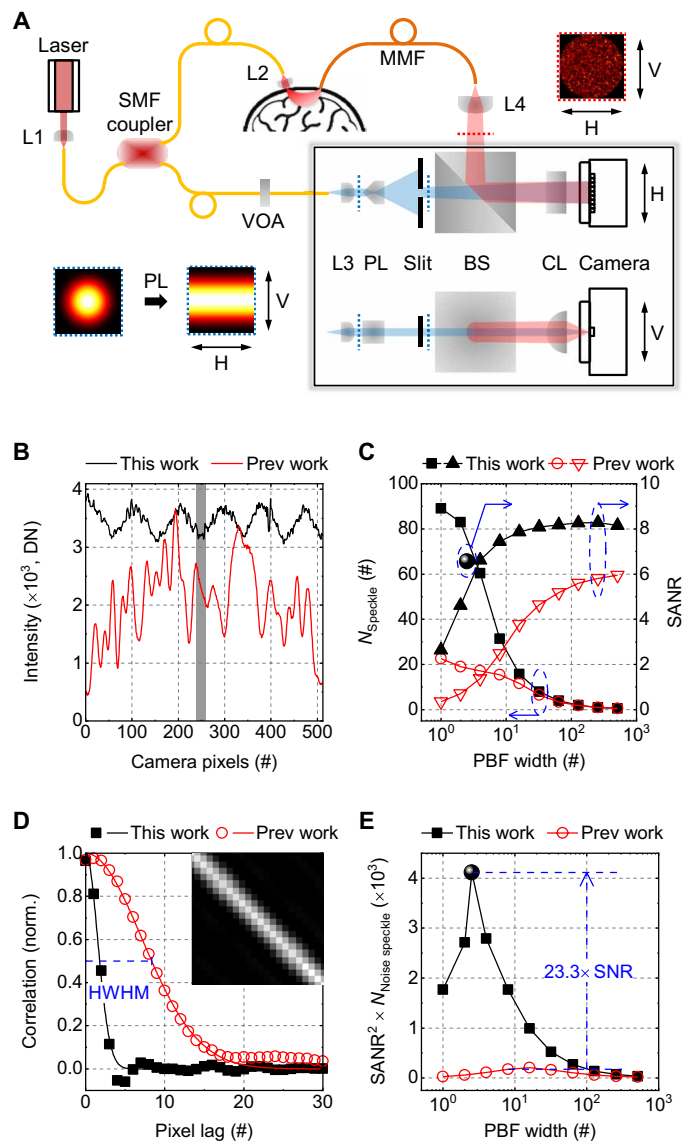 A
Laser
L1
SMF
coupler
L2
MMF
L4
V
H
VOA
H
L3 PL Slit BS CL Camera
PL
V
H
V
B
This work Prev work
4
3
2
1
0
Intensity (×10³, DN)
0 100 200 300 400 500
Camera pixels (#)
C
This work Prev work
100
80
60
40
20
0
N_Speckle (#)
10
8
6
4
2
0
SANR
10⁰ 10¹ 10² 10³
PBF width (#)
D
This work Prev work
1.0
0.8
0.6
0.4
0.2
0.0
Correlation (norm.)
HWHM
0 5 10 15 20 25 30
Pixel lag (#)
E
This work Prev work
4
3
2
1
0
SANR² × N_Noise speckle (×10³)
23.3× SNR
10⁰ 10¹ 10² 10³
PBF width (#)